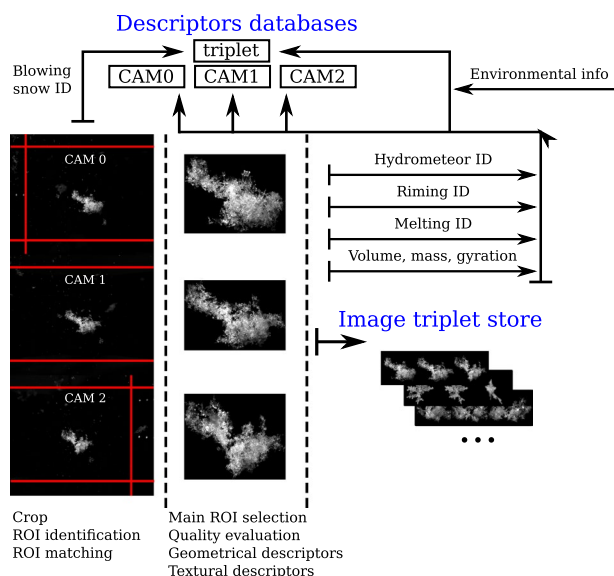 Descriptors databases
triplet
CAM0 CAM1 CAM2
Blowing
snow ID
Environmental info
CAM 0
CAM 1
CAM 2
Hydrometeor ID
Riming ID
Melting ID
Volume, mass, gyration
Image triplet store
Crop
ROI identification
ROI matching
Main ROI selection
Quality evaluation
Geometrical descriptors
Textural descriptors